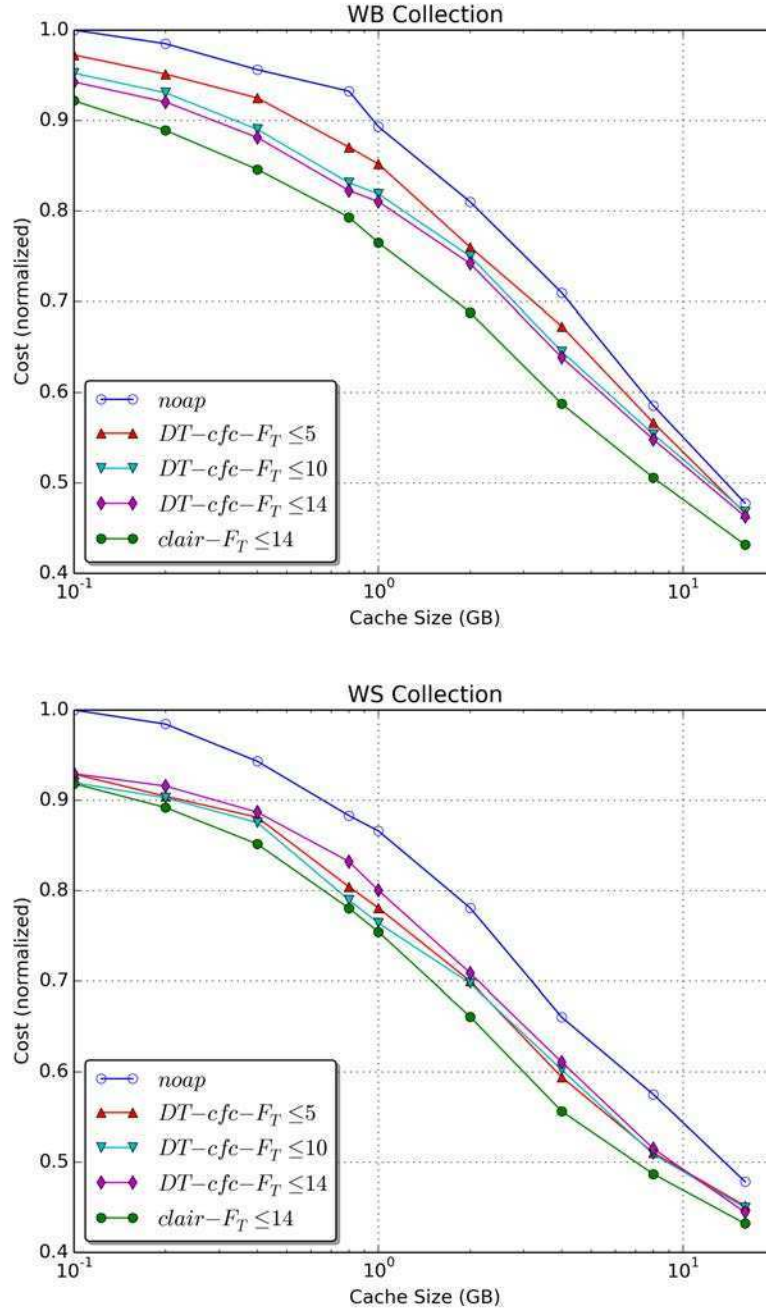 WB Collection
1.0
0.9
0.8
0.7
0.6
0.5
0.4
Cost (normalized)
noap
DT−cfc−F_T ≤5
DT−cfc−F_T ≤10
DT−cfc−F_T ≤14
clair−F_T ≤14
10^-1
10^0
10^1
Cache Size (GB)
WS Collection
1.0
0.9
0.8
0.7
0.6
0.5
0.4
Cost (normalized)
noap
DT−cfc−F_T ≤5
DT−cfc−F_T ≤10
DT−cfc−F_T ≤14
clair−F_T ≤14
10^-1
10^0
10^1
Cache Size (GB)